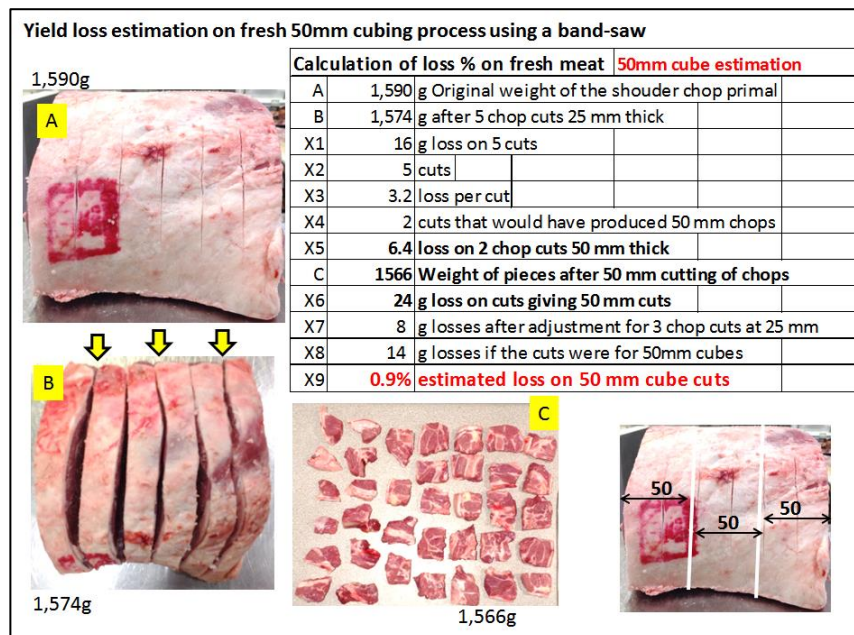 Yield loss estimation on fresh 50mm cubing process using a band-saw
1,590g
A
Calculation of loss % on fresh meat 50mm cube estimation
A 1,590 g Original weight of the shouder chop primal
B 1,574 g after 5 chop cuts 25 mm thick
X1 16 g loss on 5 cuts
X2 5 cuts
X3 3.2 loss per cut
X4 2 cuts that would have produced 50 mm chops
X5 6.4 loss on 2 chop cuts 50 mm thick
C 1566 Weight of pieces after 50 mm cutting of chops
X6 24 g loss on cuts giving 50 mm cuts
X7 8 g losses after adjustment for 3 chop cuts at 25 mm
X8 14 g losses if the cuts were for 50mm cubes
X9 0.9% estimated loss on 50 mm cube cuts
B
1,574g
C
1,566g
50
50
50